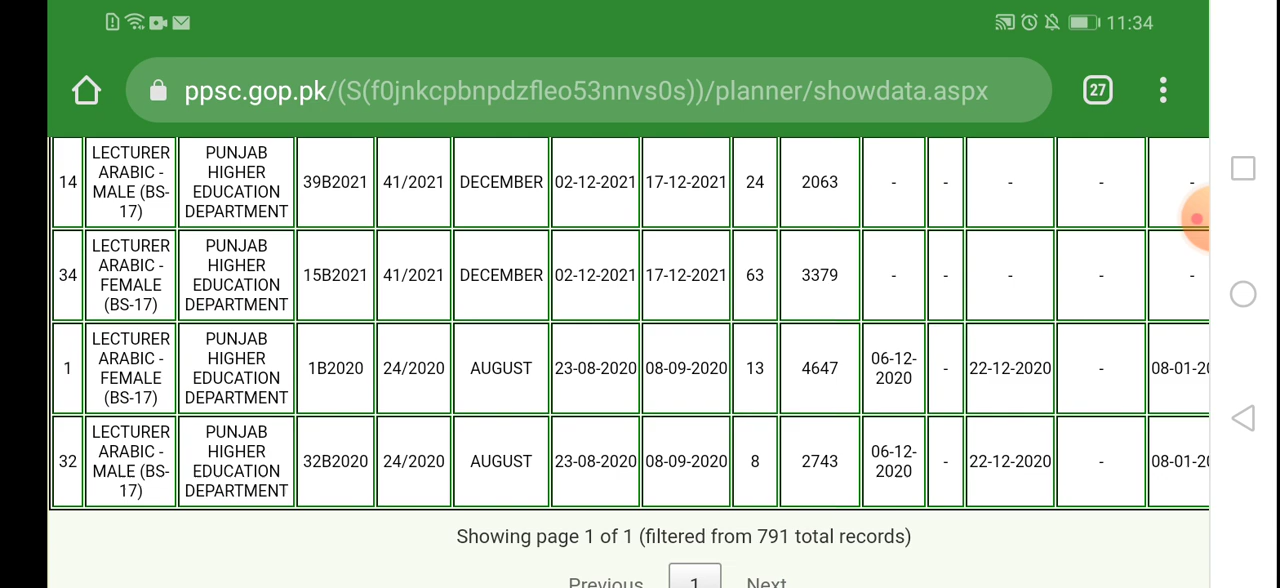 11:34
ppsc.gop.pk/(S(f0jnkcpbnpdzfleo53nnvs0s))/planner/showdata.aspx
27
14 LECTURER ARABIC - MALE (BS-17) PUNJAB HIGHER EDUCATION DEPARTMENT 39B2021 41/2021 DECEMBER 02-12-2021 17-12-2021 24 2063 - - - - -
34 LECTURER ARABIC - FEMALE (BS-17) PUNJAB HIGHER EDUCATION DEPARTMENT 15B2021 41/2021 DECEMBER 02-12-2021 17-12-2021 63 3379 - - - - -
1 LECTURER ARABIC - FEMALE (BS-17) PUNJAB HIGHER EDUCATION DEPARTMENT 1B2020 24/2020 AUGUST 23-08-2020 08-09-2020 13 4647 06-12-2020 - 22-12-2020 - 08-01-20
32 LECTURER ARABIC - MALE (BS-17) PUNJAB HIGHER EDUCATION DEPARTMENT 32B2020 24/2020 AUGUST 23-08-2020 08-09-2020 8 2743 06-12-2020 - 22-12-2020 - 08-01-20
Showing page 1 of 1 (filtered from 791 total records)
Previous 1 Next